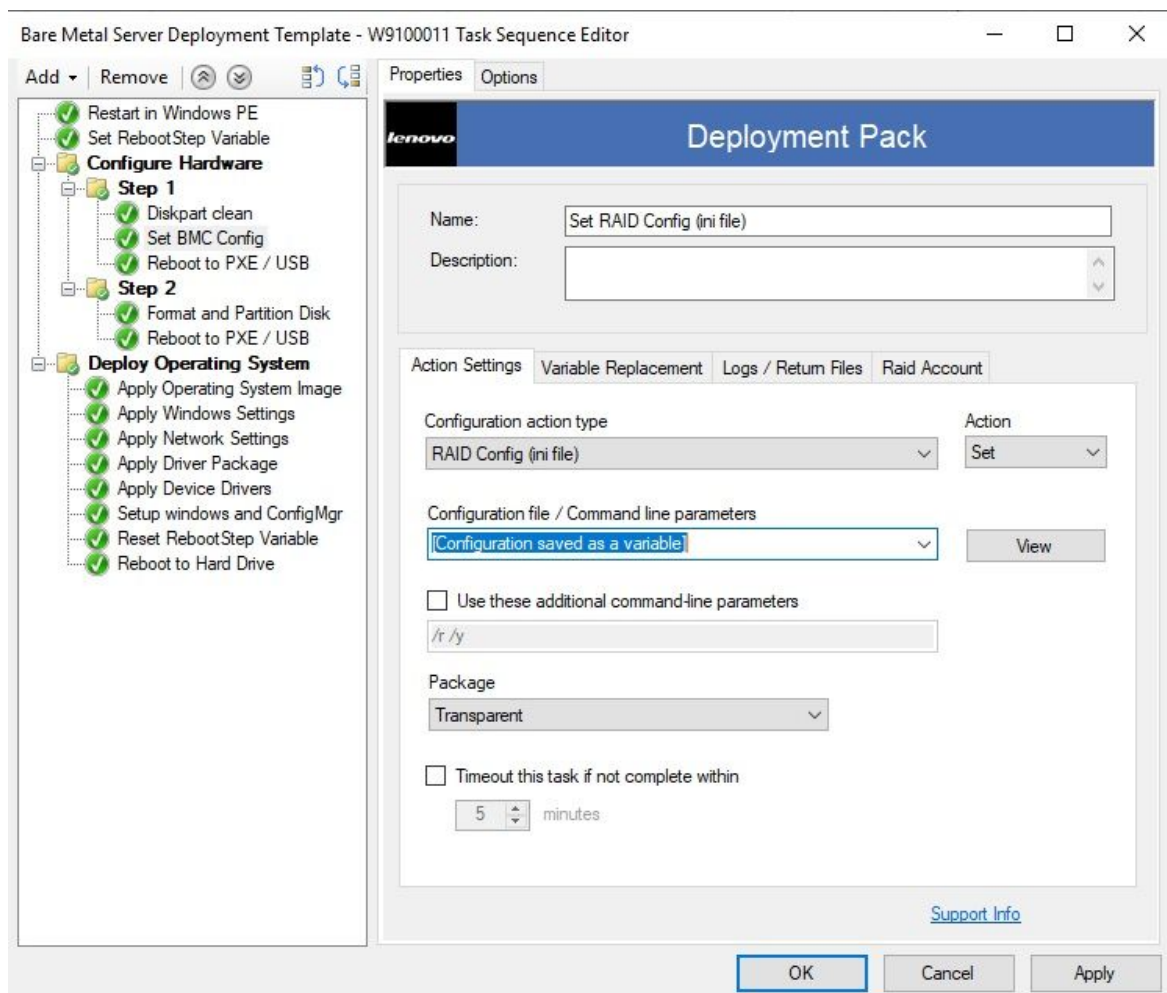 Bare Metal Server Deployment Template - W9100011 Task Sequence Editor
Add Remove
Restart in Windows PE
Set RebootStep Variable
Configure Hardware
Step 1
Diskpart clean
Set BMC Config
Reboot to PXE / USB
Step 2
Format and Partition Disk
Reboot to PXE / USB
Deploy Operating System
Apply Operating System Image
Apply Windows Settings
Apply Network Settings
Apply Driver Package
Apply Device Drivers
Setup windows and ConfigMgr
Reset RebootStep Variable
Reboot to Hard Drive
Properties Options
lenovo Deployment Pack
Name: Set RAID Config (ini file)
Description:
Action Settings Variable Replacement Logs / Return Files Raid Account
Configuration action type Action
RAID Config (ini file) Set
Configuration file / Command line parameters
[Configuration saved as a variable] View
Use these additional command-line parameters
/r /y
Package
Transparent
Timeout this task if not complete within
5 minutes
Support Info
OK Cancel Apply